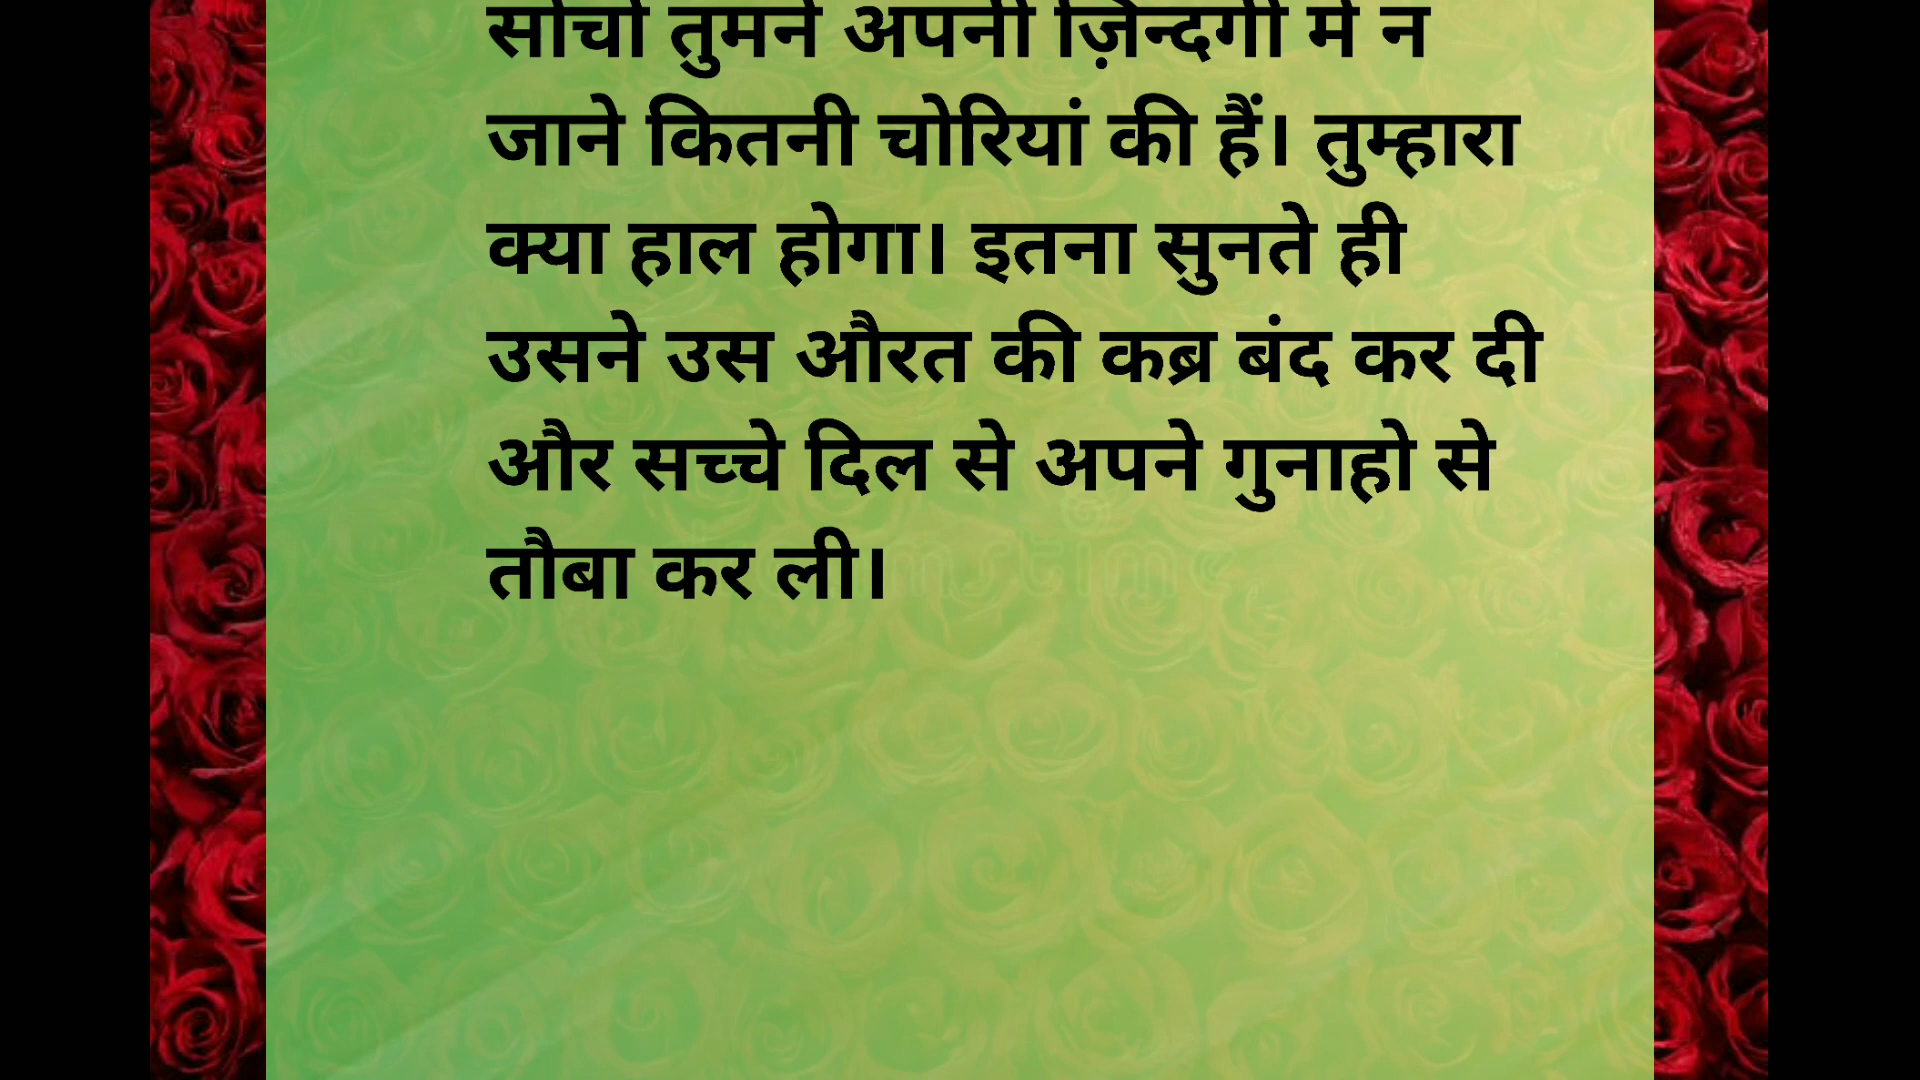 सोचो तुमने अपनी ज़िन्दगी में न
जाने कितनी चोरियां की हैं। तुम्हारा
क्या हाल होगा। इतना सुनते ही
उसने उस औरत की कब्र बंद कर दी
और सच्चे दिल से अपने गुनाहो से
तौबा कर ली।